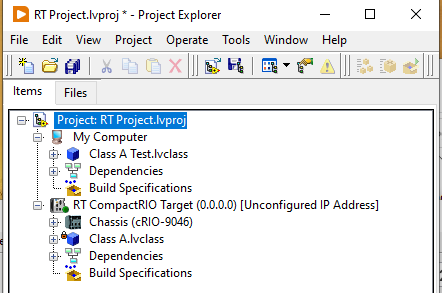 RT Project.lvproj * - Project Explorer
File Edit View Project Operate Tools Window Help
Items Files
Project: RT Project.lvproj
My Computer
Class A Test.lvclass
Dependencies
Build Specifications
RT CompactRIO Target (0.0.0.0) [Unconfigured IP Address]
Chassis (cRIO-9046)
Class A.lvclass
Dependencies
Build Specifications